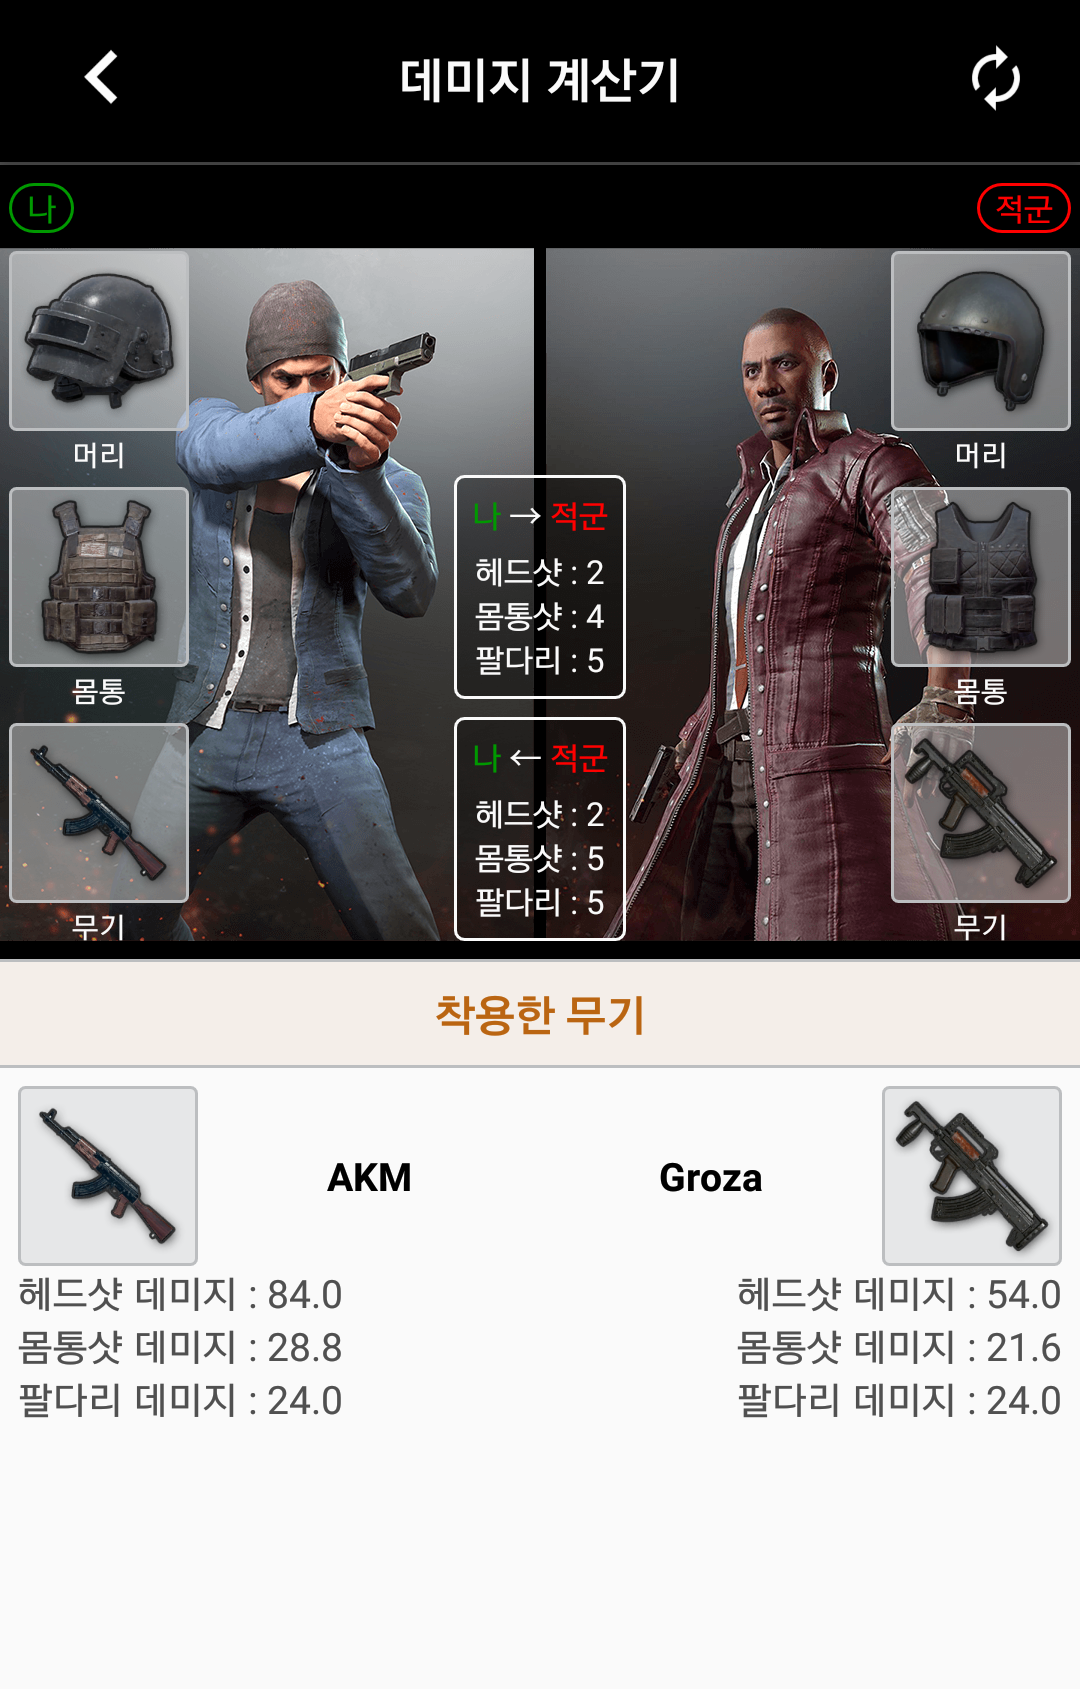 데미지 계산기
나
적군
머리
머리
나 → 적군
헤드샷 : 2
몸통샷 : 4
팔다리 : 5
몸통
몸통
나 ← 적군
헤드샷 : 2
몸통샷 : 5
팔다리 : 5
무기
무기
착용한 무기
AKM
Groza
헤드샷 데미지 : 84.0
몸통샷 데미지 : 28.8
팔다리 데미지 : 24.0
헤드샷 데미지 : 54.0
몸통샷 데미지 : 21.6
팔다리 데미지 : 24.0